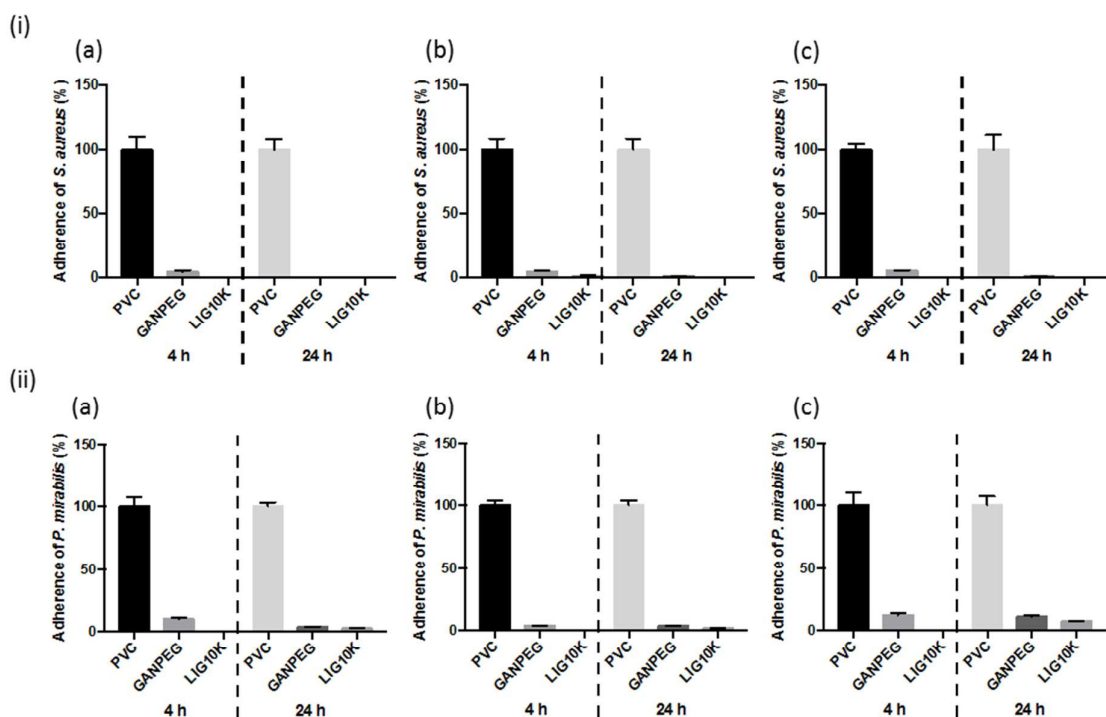 (i)
(a)
(b)
(c)
Adherence of S. aureus (%)
150
100
50
0
PVC
GANPEG
LIG10K
PVC
GANPEG
LIG10K
4 h
24 h
Adherence of S. aureus (%)
150
100
50
0
PVC
GANPEG
LIG10K
PVC
GANPEG
LIG10K
4 h
24 h
Adherence of S. aureus (%)
150
100
50
0
PVC
GANPEG
LIG10K
PVC
GANPEG
LIG10K
4 h
24 h
(ii)
(a)
(b)
(c)
Adherence of P. mirabilis (%)
150
100
50
0
PVC
GANPEG
LIG10K
PVC
GANPEG
LIG10K
4 h
24 h
Adherence of P. mirabilis (%)
150
100
50
0
PVC
GANPEG
LIG10K
PVC
GANPEG
LIG10K
4 h
24 h
Adherence of P. mirabilis (%)
150
100
50
0
PVC
GANPEG
LIG10K
PVC
GANPEG
LIG10K
4 h
24 h